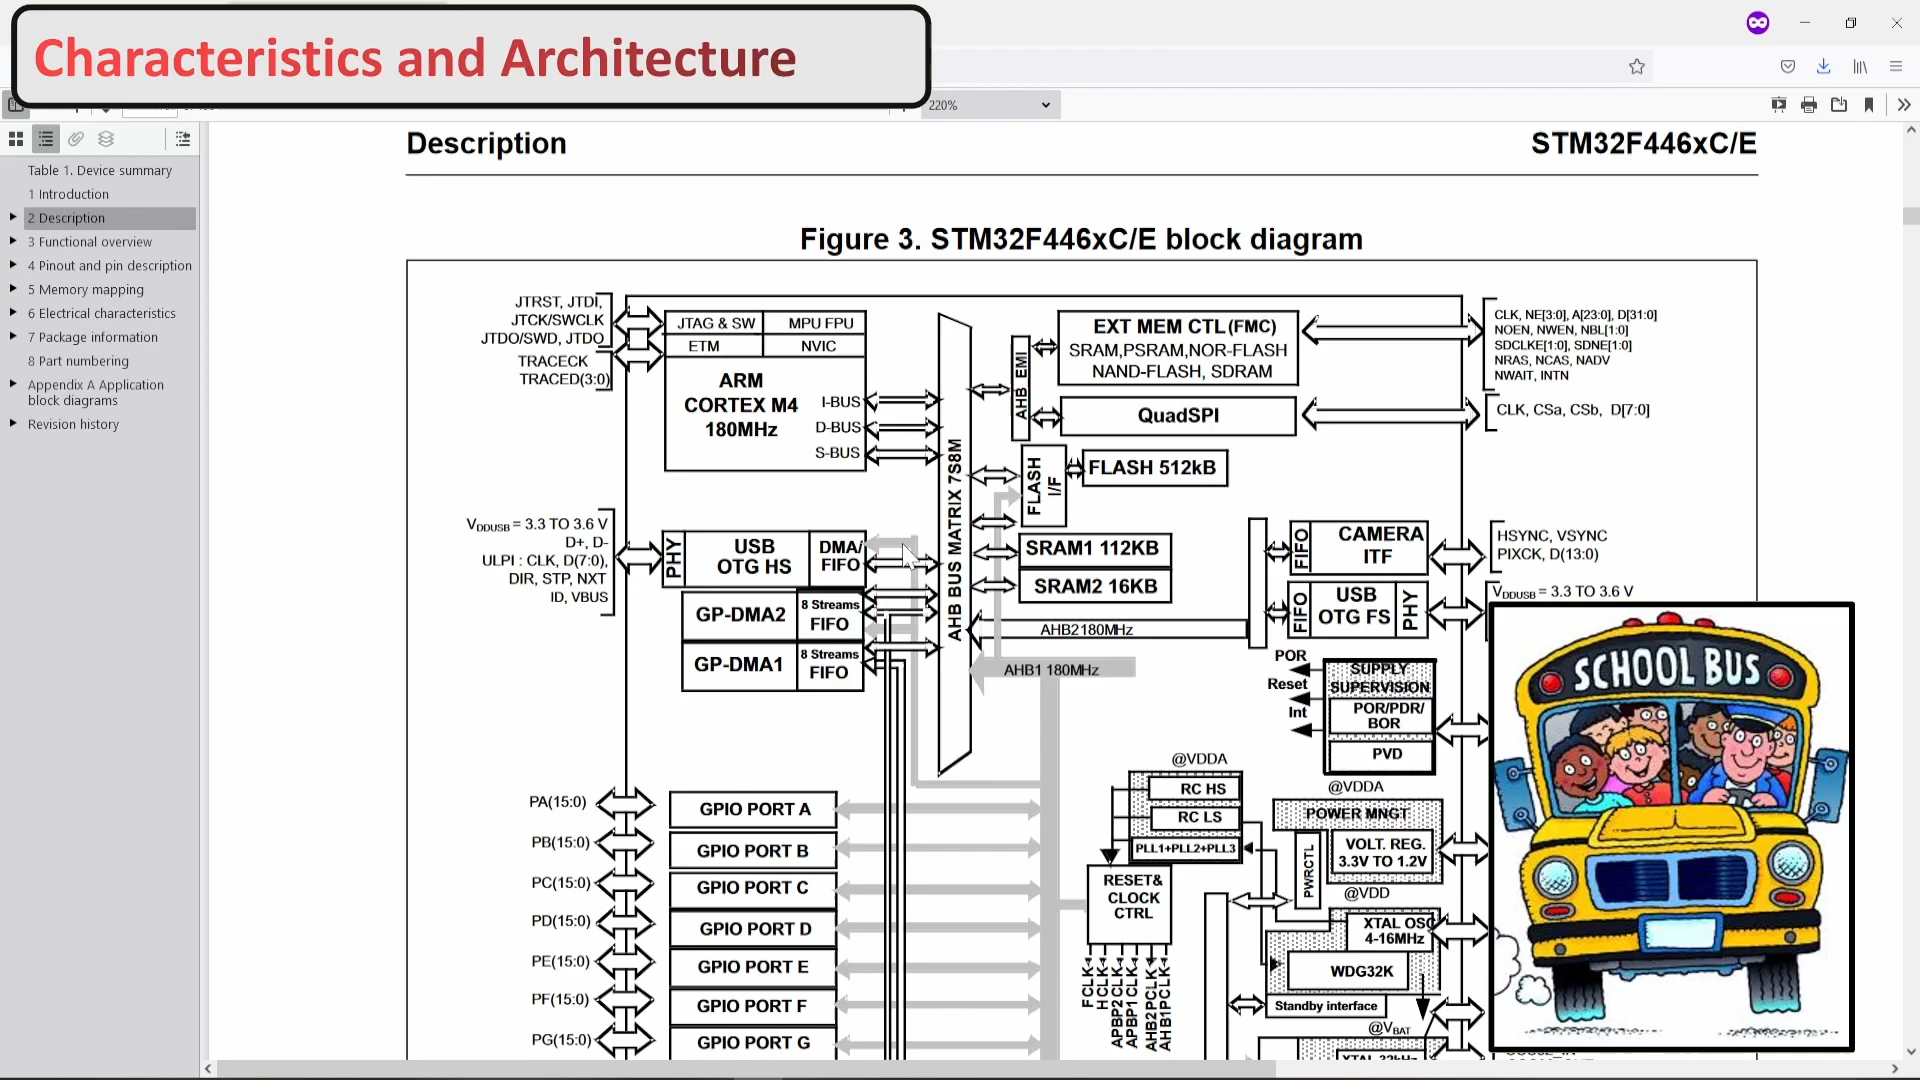 Characteristics and Architecture
220%
Table 1. Device summary
1 Introduction
2 Description
3 Functional overview
4 Pinout and pin description
5 Memory mapping
6 Electrical characteristics
7 Package information
8 Part numbering
Appendix A Application
block diagrams
Revision history
Description
STM32F446xC/E
Figure 3. STM32F446xC/E block diagram
JTRST, JTDI,
JTCK/SWCLK
JTDO/SWD, JTDO
TRACECK
TRACED(3:0)
JTAG & SW
MPU FPU
ETM
NVIC
ARM
CORTEX M4
180MHz
I-BUS
D-BUS
S-BUS
VDDUSB = 3.3 TO 3.6 V
D+, D-
ULPI : CLK, D(7:0),
DIR, STP, NXT
ID, VBUS
PHY
USB
OTG HS
DMA/
FIFO
GP-DMA2
8 Streams
FIFO
GP-DMA1
8 Streams
FIFO
AHB BUS MATRIX 7S8M
AHB EMI
EXT MEM CTL (FMC)
SRAM,PSRAM,NOR-FLASH
NAND-FLASH, SDRAM
QuadSPI
FLASH
I/F
FLASH 512kB
SRAM1 112KB
SRAM2 16KB
AHB2 180MHz
AHB1 180MHz
CLK, NE[3:0], A[23:0], D[31:0]
NOEN, NWEN, NBL[1:0]
SDCLKE[1:0], SDNE[1:0]
NRAS, NCAS, NADV
NWAIT, INTN
CLK, CSa, CSb, D[7:0]
FIFO
CAMERA
ITF
HSYNC, VSYNC
PIXCK, D(13:0)
FIFO
USB
OTG FS
PHY
VDDUSB = 3.3 TO 3.6 V
POR
Reset
Int
SUPPLY
SUPERVISION
POR/PDR/
BOR
PVD
@VDDA
RC HS
RC LS
PLL1+PLL2+PLL3
RESET&
CLOCK
CTRL
FCLK
HCLK
APBP2 CLK
APBP1 CLK
AHB2PCLK
AHB1PCLK
@VDDA
POWER MNGT
VOLT. REG.
3.3V TO 1.2V
PWRCTL
@VDD
XTAL OSC
4-16MHz
WDG32K
Standby interface
@VBAT
XTAL 32kHz
PA(15:0)
GPIO PORT A
PB(15:0)
GPIO PORT B
PC(15:0)
GPIO PORT C
PD(15:0)
GPIO PORT D
PE(15:0)
GPIO PORT E
PF(15:0)
GPIO PORT F
PG(15:0)
GPIO PORT G
SCHOOL BUS